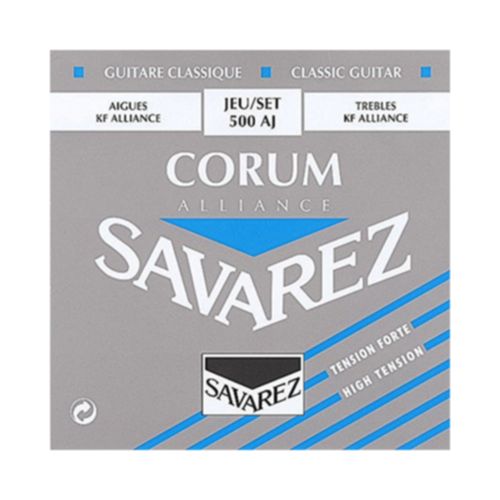 GUITARE CLASSIQUE CLASSIC GUITAR
AIGUES
KF ALLIANCE
JEU/SET
500 AJ
TREBLES
KF ALLIANCE
CORUM
ALLIANCE
SAVAREZ
TENSION FORTE
HIGH TENSION
SAVAREZ